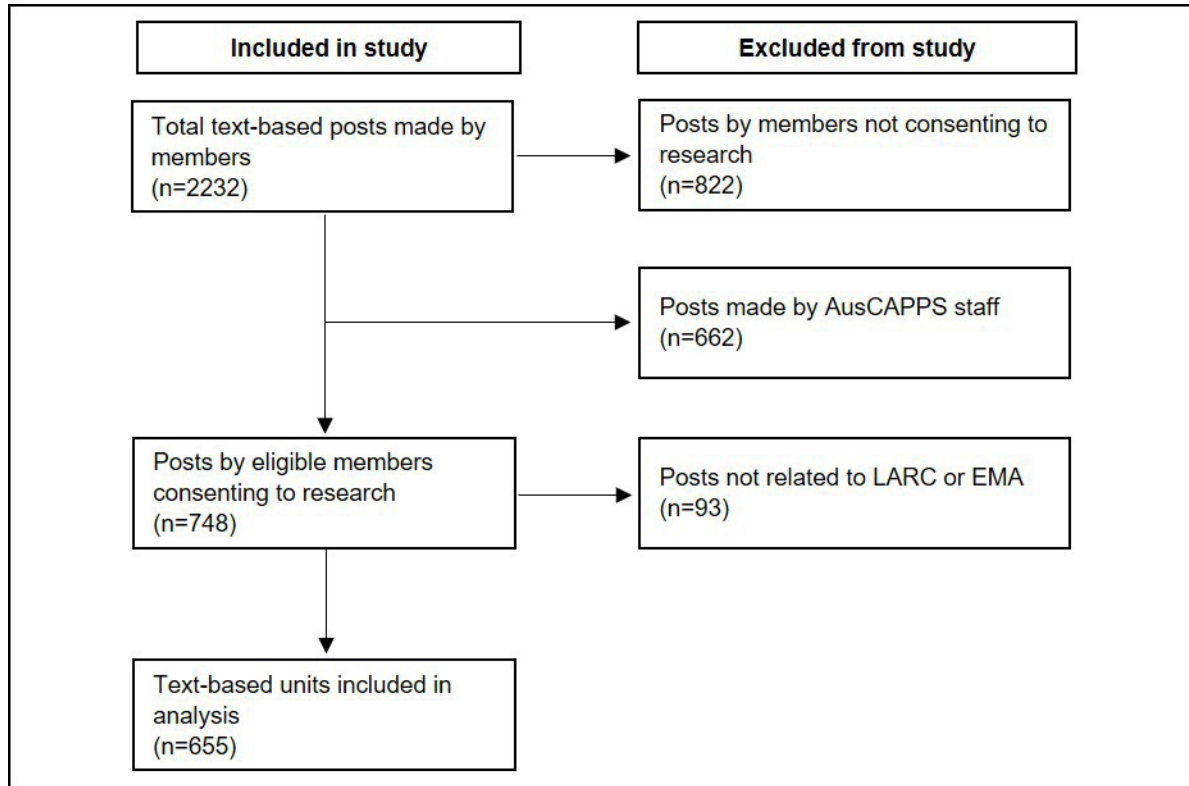 Included in study
Excluded from study
Total text-based posts made by
members
(n=2232)
Posts by members not consenting to
research
(n=822)
Posts made by AusCAPPS staff
(n=662)
Posts by eligible members
consenting to research
(n=748)
Posts not related to LARC or EMA
(n=93)
Text-based units included in
analysis
(n=655)